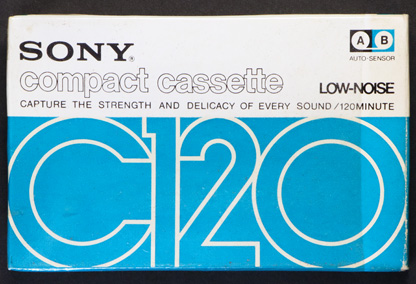 SONY®
A B
AUTO-SENSOR
compact cassette
LOW-NOISE
CAPTURE THE STRENGTH AND DELICACY OF EVERY SOUND/120MINUTE
C120